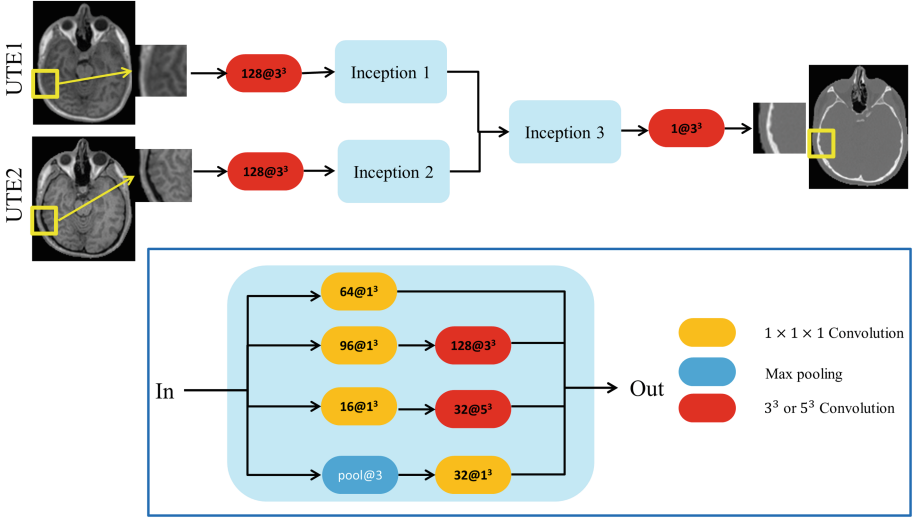 UTE1
128@3³
Inception 1
Inception 3
1@3³
UTE2
128@3³
Inception 2
64@1³
96@1³
128@3³
In
16@1³
32@5³
Out
pool@3
32@1³
1 × 1 × 1 Convolution
Max pooling
3³ or 5³ Convolution